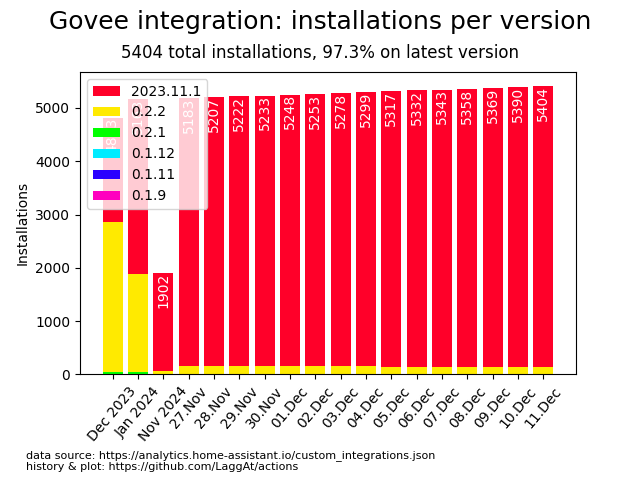 Govee integration: installations per version
5404 total installations, 97.3% on latest version
Installations
5000
4000
3000
2000
1000
0
2023.11.1
0.2.2
0.2.1
0.1.12
0.1.11
0.1.9
1902
5183
5207
5222
5233
5248
5253
5278
5299
5317
5332
5343
5358
5369
5390
5404
Dec 2023
Jan 2024
Nov 2024
27.Nov
28.Nov
29.Nov
30.Nov
01.Dec
02.Dec
03.Dec
04.Dec
05.Dec
06.Dec
07.Dec
08.Dec
09.Dec
10.Dec
11.Dec
data source: https://analytics.home-assistant.io/custom_integrations.json
history & plot: https://github.com/LaggAt/actions